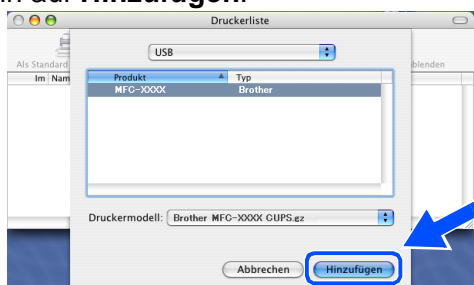 auf Hinzufügen.
Druckerliste
USB
Als Standard
blenden
Im Nam
Produkt Typ
MFC-XXXX Brother
Druckermodell: Brother MFC-XXXX CUPS.gz
Abbrechen Hinzufügen